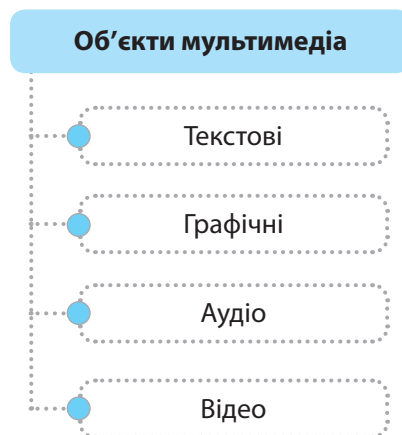 Об’єкти мультимедіа
Текстові
Графічні
Аудіо
Відео